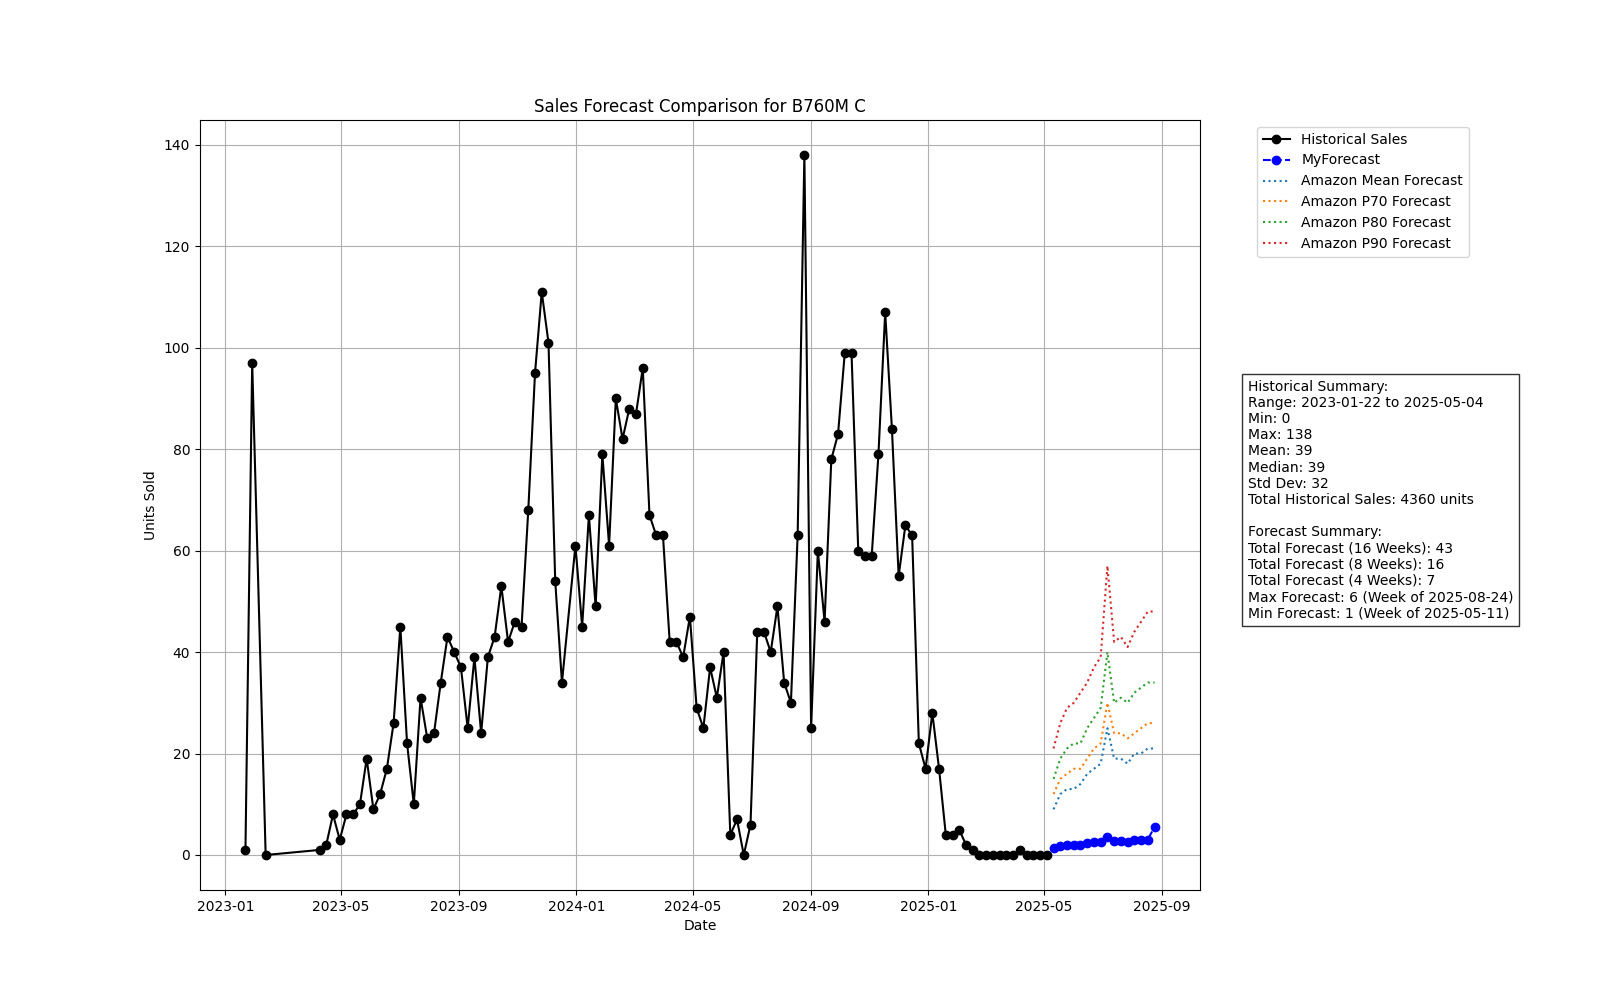 Sales Forecast Comparison for B760M C
140
120
100
80
60
40
20
0
Units Sold
2023-01
2023-05
2023-09
2024-01
2024-05
2024-09
2025-01
2025-05
2025-09
Date
Historical Sales
MyForecast
Amazon Mean Forecast
Amazon P70 Forecast
Amazon P80 Forecast
Amazon P90 Forecast
Historical Summary:
Range: 2023-01-22 to 2025-05-04
Min: 0
Max: 138
Mean: 39
Median: 39
Std Dev: 32
Total Historical Sales: 4360 units
Forecast Summary:
Total Forecast (16 Weeks): 43
Total Forecast (8 Weeks): 16
Total Forecast (4 Weeks): 7
Max Forecast: 6 (Week of 2025-08-24)
Min Forecast: 1 (Week of 2025-05-11)